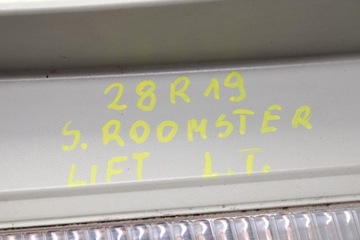 28R19
S. ROOMSTER
LIFT L.T.